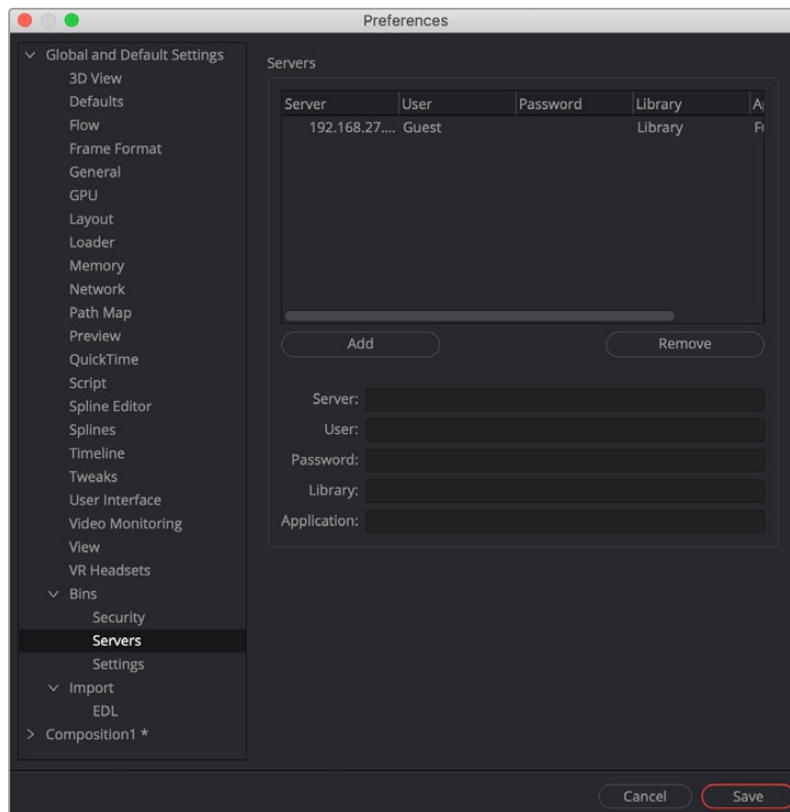 Preferences
Global and Default Settings
3D View
Defaults
Flow
Frame Format
General
GPU
Layout
Loader
Memory
Network
Path Map
Preview
QuickTime
Script
Spline Editor
Splines
Timeline
Tweaks
User Interface
Video Monitoring
View
VR Headsets
Bins
Security
Servers
Settings
Import
EDL
Composition1 *
Servers
Server User Password Library
192.168.27.... Guest Library
Add Remove
Server:
User:
Password:
Library:
Application:
Cancel Save